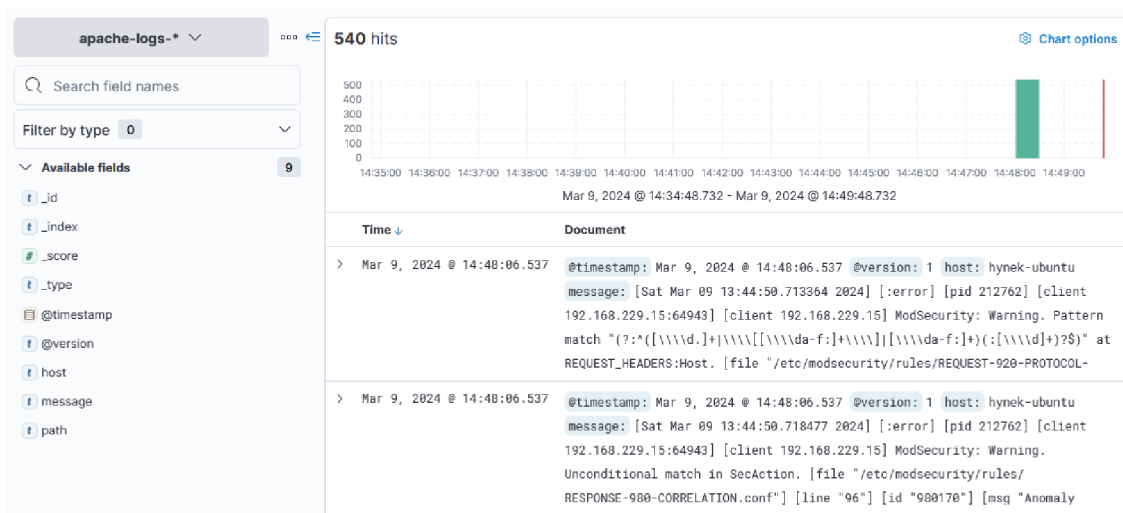 apache-logs-*
540 hits
Chart options
Search field names
Filter by type 0
Available fields 9
t _id
t _index
# _score
t _type
@timestamp
t @version
t host
t message
t path
500
400
300
200
100
0
14:35:00 14:36:00 14:37:00 14:38:00 14:39:00 14:40:00 14:41:00 14:42:00 14:43:00 14:44:00 14:45:00 14:46:00 14:47:00 14:48:00 14:49:00
Mar 9, 2024 @ 14:34:48.732 - Mar 9, 2024 @ 14:49:48.732
Time Document
Mar 9, 2024 @ 14:48:06.537 @timestamp: Mar 9, 2024 @ 14:48:06.537 @version: 1 host: hynek-ubuntu
message: [Sat Mar 09 13:44:50.713364 2024] [:error] [pid 212762] [client
192.168.229.15:64943] [client 192.168.229.15] ModSecurity: Warning. Pattern
match "(?:^([\\\\d.]+|\\\\[[\\\\da-f:]+\\\\]|[\\\\da-f:]+)(:[\\\\d]+)?$)" at
REQUEST_HEADERS:Host. [file "/etc/modsecurity/rules/REQUEST-920-PROTOCOL-
Mar 9, 2024 @ 14:48:06.537 @timestamp: Mar 9, 2024 @ 14:48:06.537 @version: 1 host: hynek-ubuntu
message: [Sat Mar 09 13:44:50.718477 2024] [:error] [pid 212762] [client
192.168.229.15:64943] [client 192.168.229.15] ModSecurity: Warning.
Unconditional match in SecAction. [file "/etc/modsecurity/rules/
RESPONSE-980-CORRELATION.conf"] [line "96"] [id "980170"] [msg "Anomaly